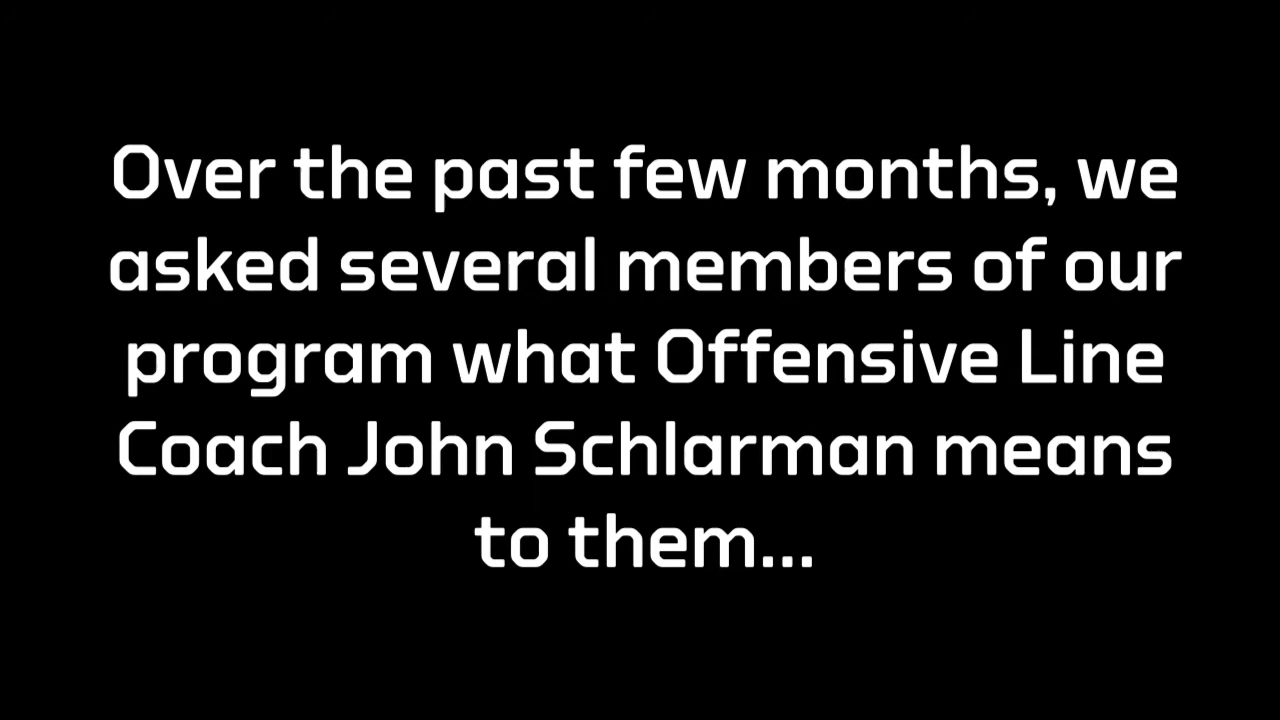 Over the past few months, we
asked several members of our
program what Offensive Line
Coach John Schlarman means
to them...